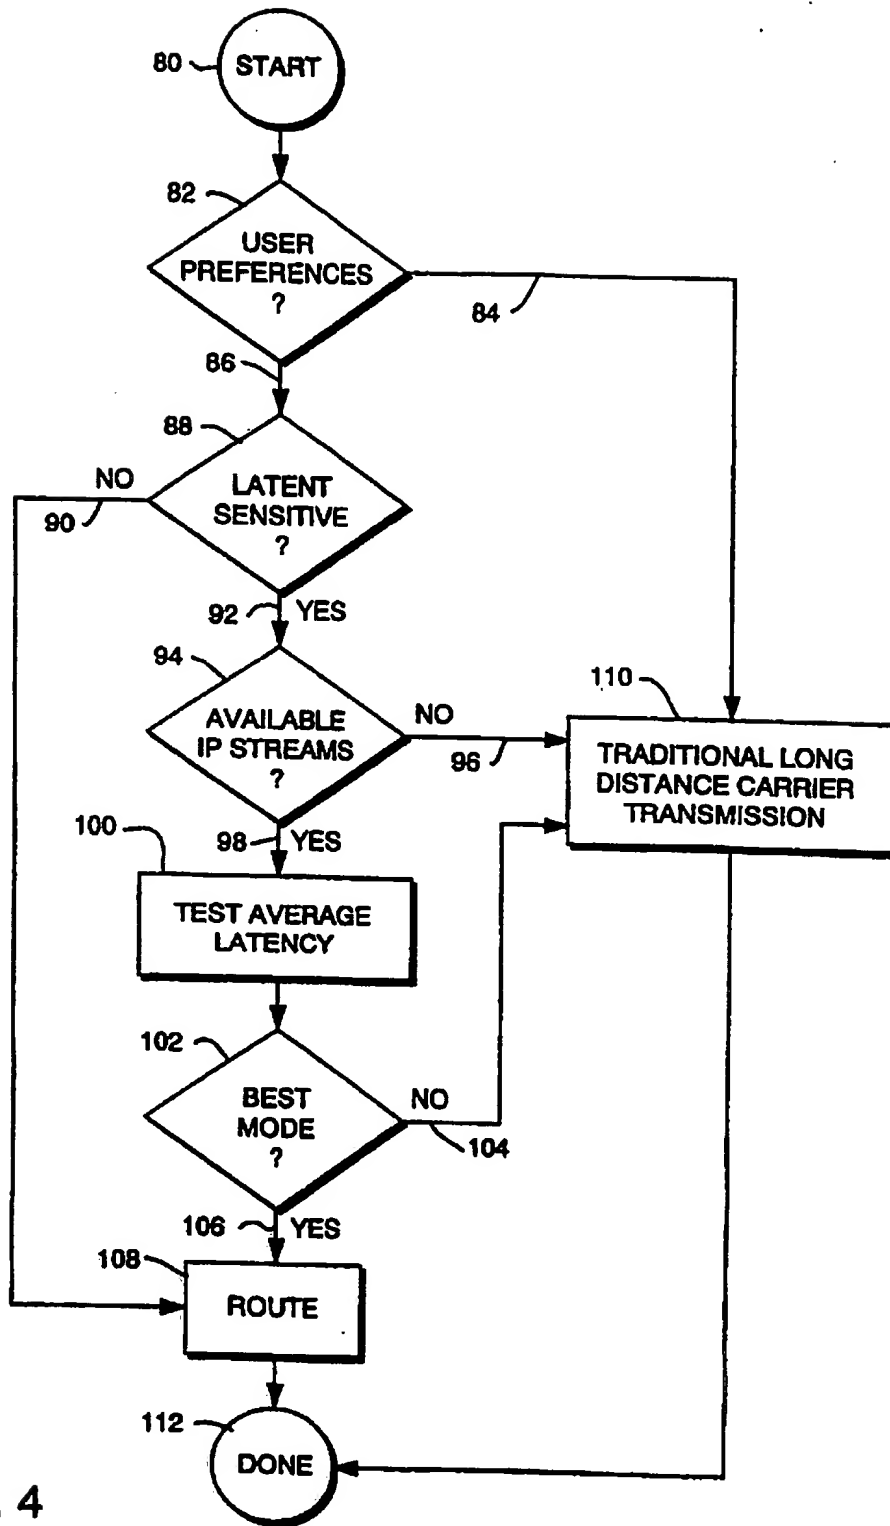 80
START
82
USER
PREFERENCES
?
84
86
88
NO
LATENT
SENSITIVE
?
90
92
YES
94
AVAILABLE
IP STREAMS
?
NO
96
110
TRADITIONAL LONG
DISTANCE CARRIER
TRANSMISSION
98
YES
100
TEST AVERAGE
LATENCY
102
BEST
MODE
?
NO
104
106
YES
108
ROUTE
112
DONE
4